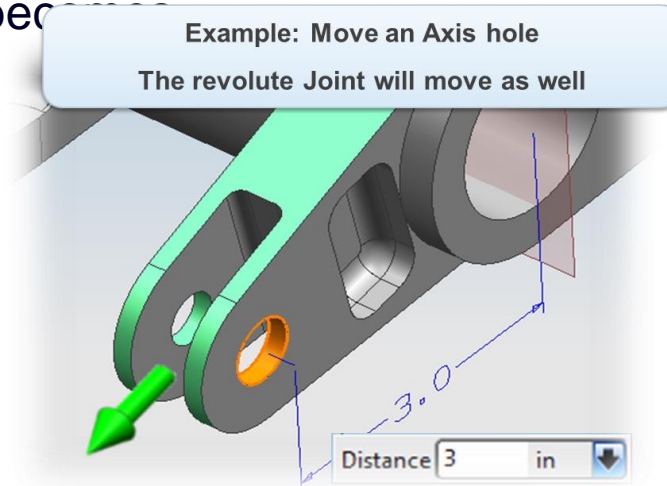 Example: Move an Axis hole
The revolute Joint will move as well
3.0
Distance 3 in